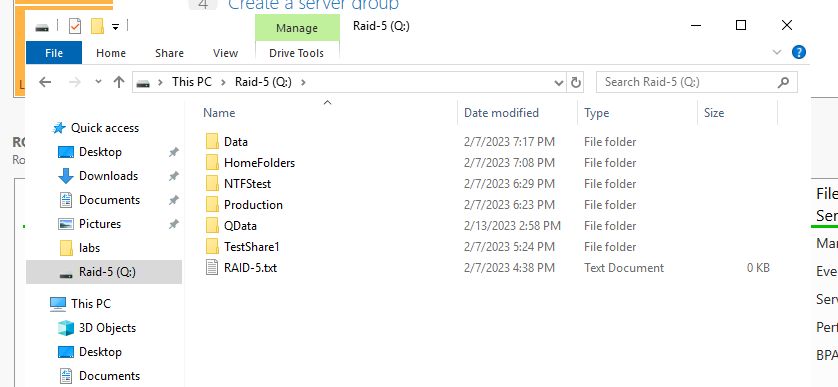 4 Create a server group
Manage
Raid-5 (Q:)
File
Home
Share
View
Drive Tools
This PC
Raid-5 (Q:)
Search Raid-5 (Q:)
Name
Date modified
Type
Size
Quick access
Desktop
Downloads
Documents
Pictures
labs
Raid-5 (Q:)
This PC
3D Objects
Desktop
Documents
Data 2/7/2023 7:17 PM File folder
HomeFolders 2/7/2023 7:08 PM File folder
NTFStest 2/7/2023 6:29 PM File folder
Production 2/7/2023 6:23 PM File folder
QData 2/13/2023 2:58 PM File folder
TestShare1 2/7/2023 5:24 PM File folder
RAID-5.txt 2/7/2023 4:38 PM Text Document 0 KB
L
RO
Ro
File
Ser
Man
Eve
Serv
Perf
BPA